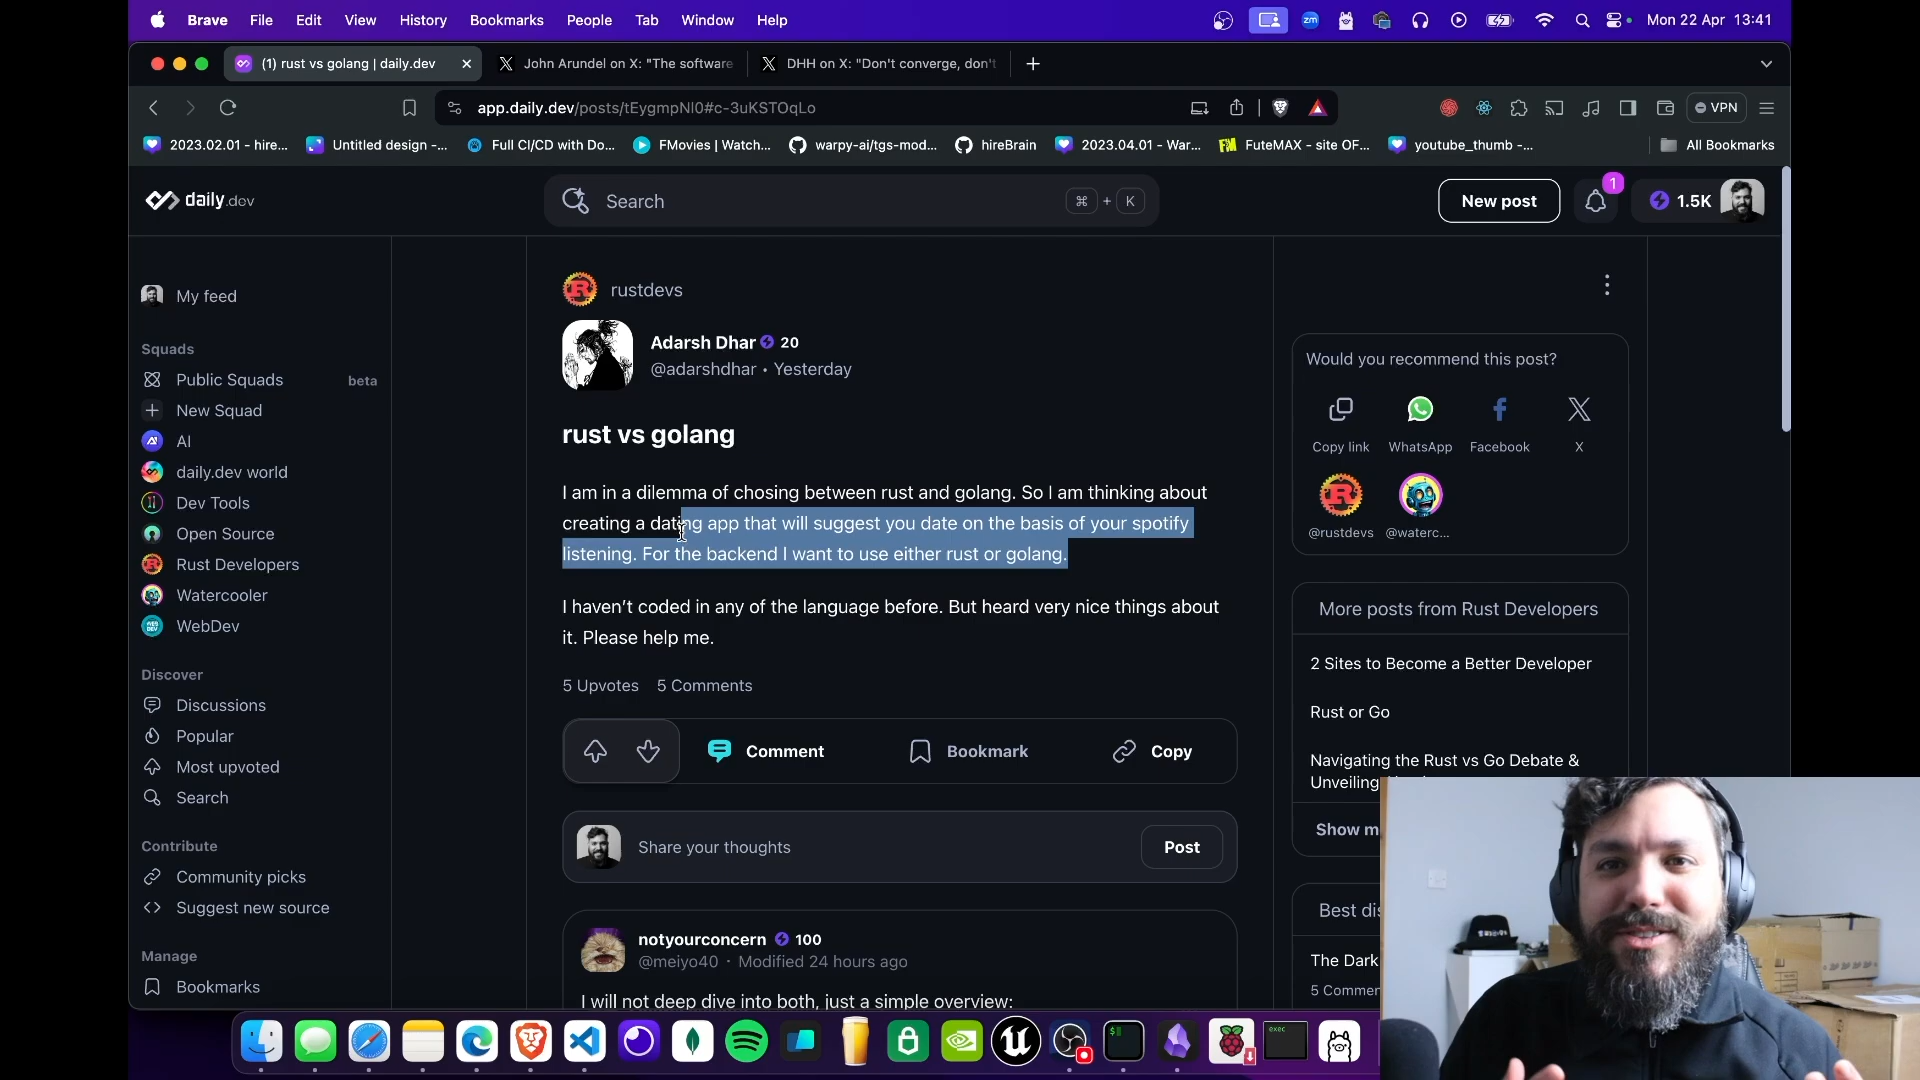 Brave File Edit View History Bookmarks People Tab Window Help
zm
Mon 22 Apr 13:41
(1) rust vs golang | daily.dev
John Arundel on X: "The software
DHH on X: "Don't converge, don't
app.daily.dev/posts/tEygmpNl0#c-3uKSTOqLo
VPN
2023.02.01 - hire...
Untitled design -...
Full CI/CD with Do...
FMovies | Watch...
warpy-ai/tgs-mod...
hireBrain
2023.04.01 - War...
FuteMAX - site OF...
youtube_thumb -...
All Bookmarks
daily.dev
Search
⌘ + K
New post
1
1.5K
My feed
Squads
Public Squads beta
New Squad
AI
daily.dev world
Dev Tools
Open Source
Rust Developers
Watercooler
WebDev
Discover
Discussions
Popular
Most upvoted
Search
Contribute
Community picks
Suggest new source
Manage
Bookmarks
rustdevs
Adarsh Dhar 20
@adarshdhar • Yesterday
rust vs golang
I am in a dilemma of chosing between rust and golang. So I am thinking about
creating a dating app that will suggest you date on the basis of your spotify
listening. For the backend I want to use either rust or golang.
I haven't coded in any of the language before. But heard very nice things about
it. Please help me.
5 Upvotes 5 Comments
Comment
Bookmark
Copy
Share your thoughts
Post
notyourconcern 100
@meiyo40 · Modified 24 hours ago
I will not deep dive into both, just a simple overview:
Would you recommend this post?
Copy link
WhatsApp
Facebook
X
@rustdevs
@waterc...
More posts from Rust Developers
2 Sites to Become a Better Developer
Rust or Go
Navigating the Rust vs Go Debate &
Unveiling
Show m
Best dis
The Dark
5 Commen
exec